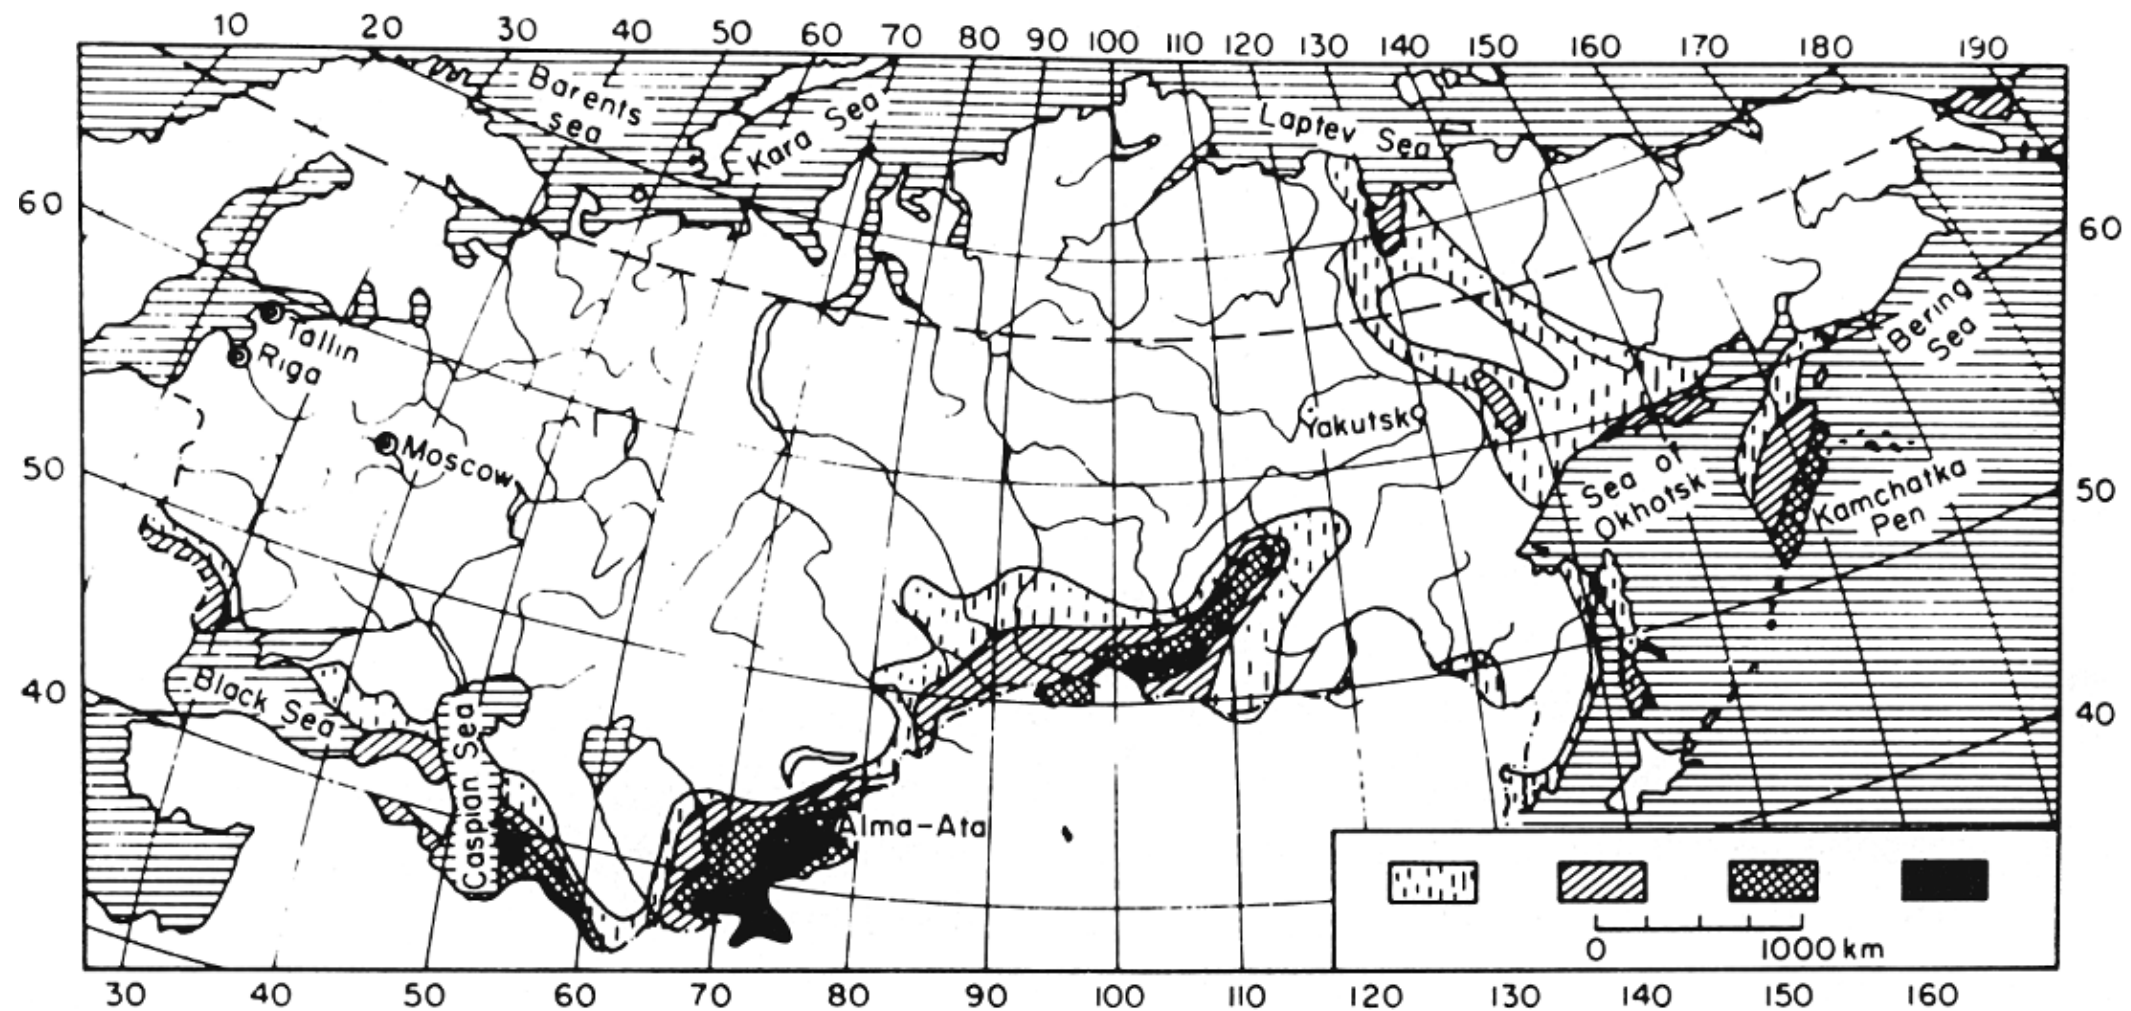 10 20 30 40 50 60 70 80 90 100 110 120 130 140 150 160 170 180 190
Barents
sea
Kara Sea
Laptev Sea
60
60
Tallin
Riga
Bering
Sea
Moscow
Yakutsk
50
Sea of
Okhotsk
Kamchatka
Pen
50
40
Black Sea
Caspian Sea
40
Alma-Ata
0 1000 km
30 40 50 60 70 80 90 100 110 120 130 140 150 160